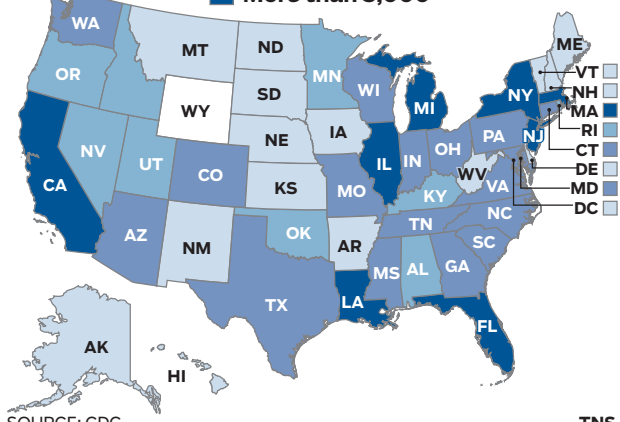 More than 5,000
WA
MT
ND
MN
ME
VT
NH
MA
RI
CT
DE
MD
DC
OR
SD
WI
MI
NY
WY
IA
PA
NJ
NE
NV
UT
CO
IL
IN
OH
WV
VA
CA
KS
MO
KY
NC
TN
AZ
NM
OK
AR
SC
MS
AL
GA
TX
LA
FL
AK
HI
SOURCE: CDC
TNS